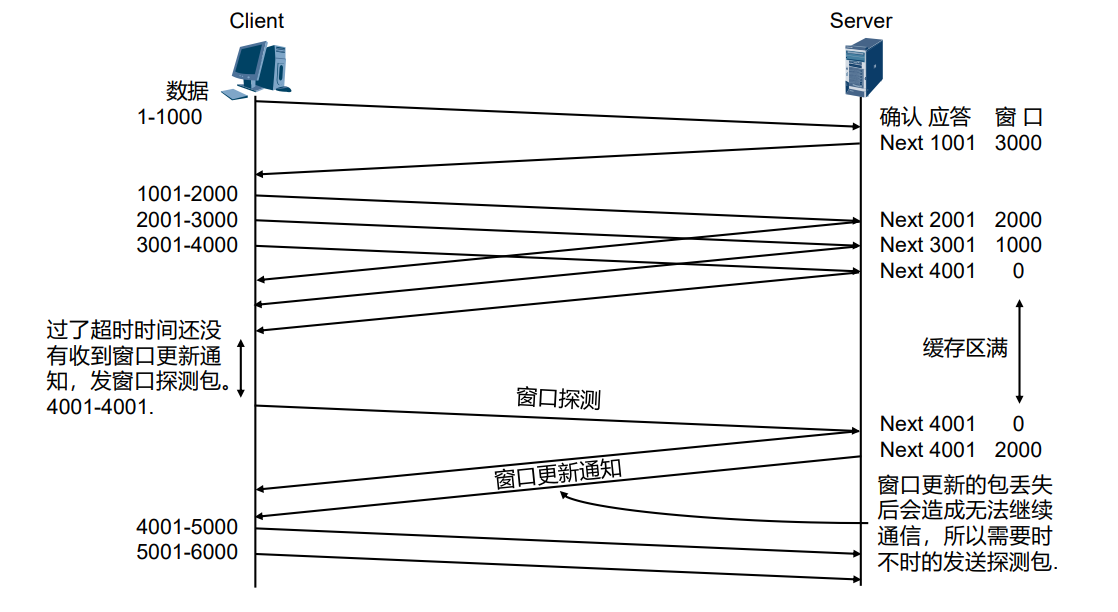 Client
Server
数据
1-1000
确认 应答 窗 口
Next 1001 3000
1001-2000
2001-3000
3001-4000
Next 2001 2000
Next 3001 1000
Next 4001 0
过了超时时间还没
有收到窗口更新通
知，发窗口探测包。
4001-4001.
缓存区满
窗口探测
Next 4001 0
Next 4001 2000
窗口更新通知
窗口更新的包丢失
后会造成无法继续
通信，所以需要时
不时的发送探测包.
4001-5000
5001-6000